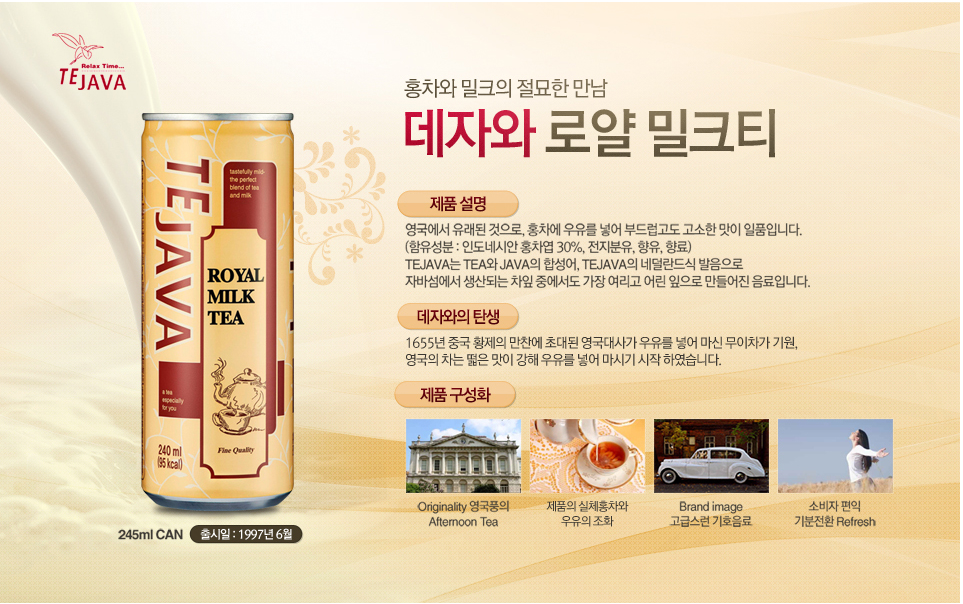 Relax Time...
TEJAVA
홍차와 밀크의 절묘한 만남
데자와 로얄 밀크티
TEJAVA
tastefully mild-
the perfect
blend of tea
and milk
ROYAL
MILK
TEA
a tea
especially
for you
240 ml
(95 kcal)
Fine Quality
245ml CAN
출시일 : 1997년 6월
제품 설명
영국에서 유래된 것으로, 홍차에 우유를 넣어 부드럽고도 고소한 맛이 일품입니다.
(함유성분 : 인도네시안 홍차엽 30%, 전지분유, 향유, 향료)
TEJAVA는 TEA와 JAVA의 합성어, TEJAVA의 네덜란드식 발음으로
자바섬에서 생산되는 차잎 중에서도 가장 여리고 어린 잎으로 만들어진 음료입니다.
데자와의 탄생
1655년 중국 황제의 만찬에 초대된 영국대사가 우유를 넣어 마신 무이차가 기원,
영국의 차는 떫은 맛이 강해 우유를 넣어 마시기 시작 하였습니다.
제품 구성화
Originality 영국풍의
Afternoon Tea
제품의 실체홍차와
우유의 조화
Brand image
고급스런 기호음료
소비자 편익
기분전환 Refresh